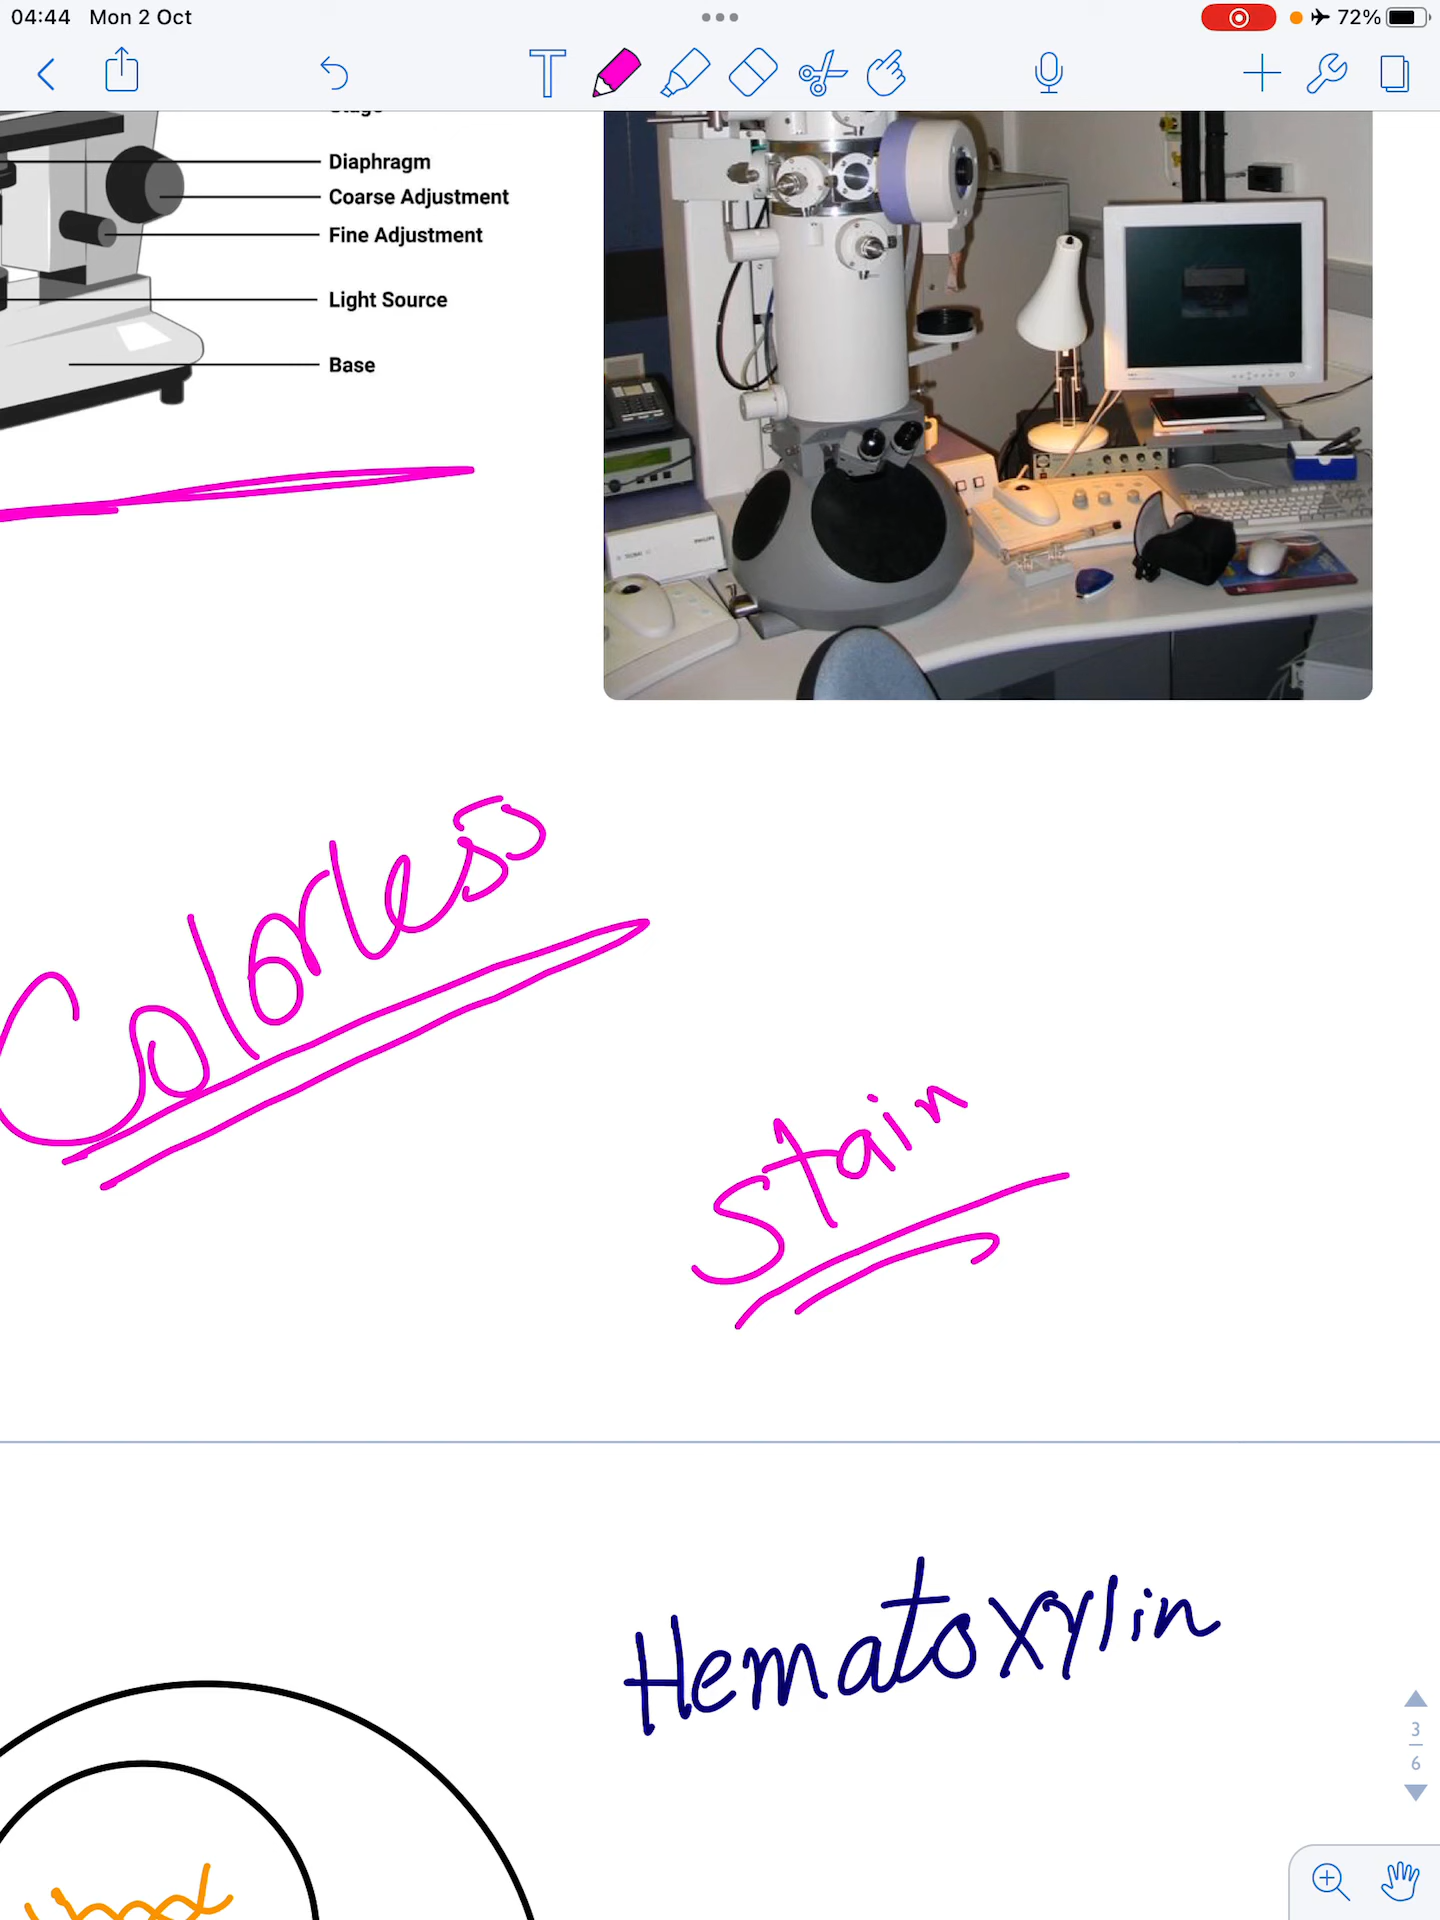 04:44 Mon 2 Oct
72%
Diaphragm
Coarse Adjustment
Fine Adjustment
Light Source
Base
PHILIPS
Colorless
Stain
Hematoxylin
3
6